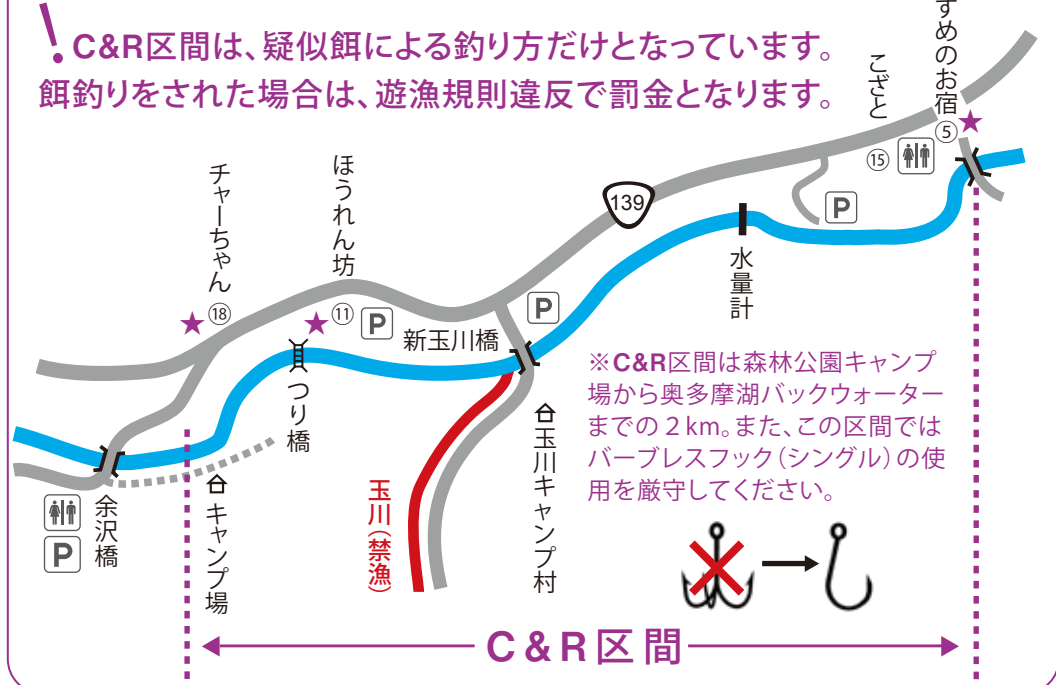 ！C&R区間は、疑似餌による釣り方だけとなっています。
餌釣りをされた場合は、遊漁規則違反で罰金となります。
ずめのお宿
⑤
こざと
⑮
139
P
水量計
チャーちゃん
⑱
ほうれん坊
⑪
P
新玉川橋
P
つり橋
玉川キャンプ村
玉川(禁漁)
キャンプ場
余沢橋
P
※C&R区間は森林公園キャンプ
場から奥多摩湖バックウォーター
までの2km。また、この区間では
バーブレスフック(シングル)の使
用を厳守してください。
C&R区間